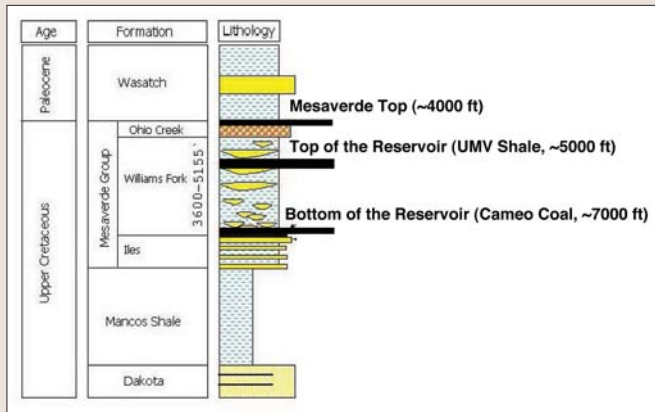 Age Formation Lithology
Paleocene
Wasatch
Mesaverde Top (~4000 ft)
Upper Cretaceous
Mesaverde Group
Ohio Creek
Top of the Reservoir (UMV Shale, ~5000 ft)
Williams Fork
3600-5155`
Bottom of the Reservoir (Cameo Coal, ~7000 ft)
Iles
Mancos Shale
Dakota